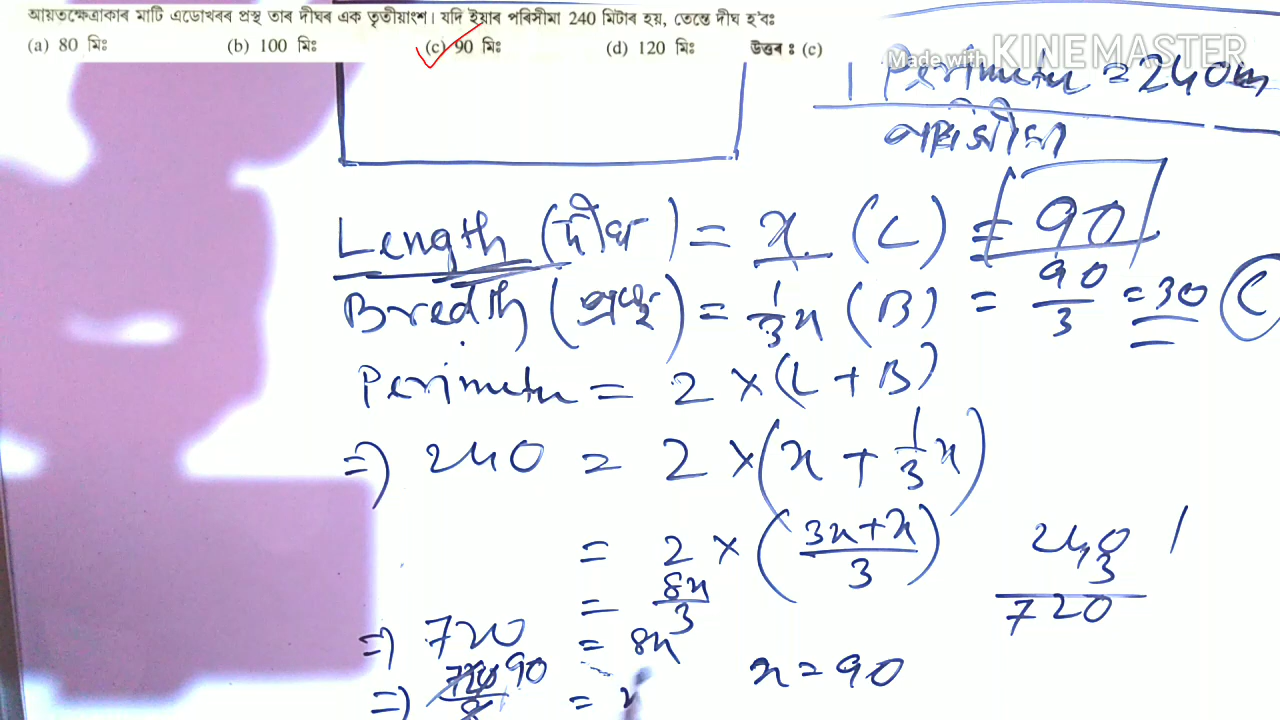 আয়তক্ষেত্ৰাকাৰ মাটি এডোখৰৰ প্ৰস্থ তাৰ দীঘৰ এক তৃতীয়াংশ। যদি ইয়াৰ পৰিসীমা 240 মিটাৰ হয়, তেন্তে দীঘ হ'বঃ
(a) 80 মিঃ (b) 100 মিঃ (c) 90 মিঃ (d) 120 মিঃ উত্তৰ : (c)
Made with KINEMASTER
Perimeter = 240m
পৰিসীমা
Length (দীঘ) = x (L) = 90
Bredth (প্ৰস্থ) = 1/3 x (B) = 90/3 = 30 (C
Perimeter = 2 × (L + B)
⇒ 240 = 2 × (x + 1/3 x)
= 2 × (3x + x / 3)
240
3
720
= 8x/3
⇒ 720 = 8x
⇒ 720/8 90 = x
x = 90